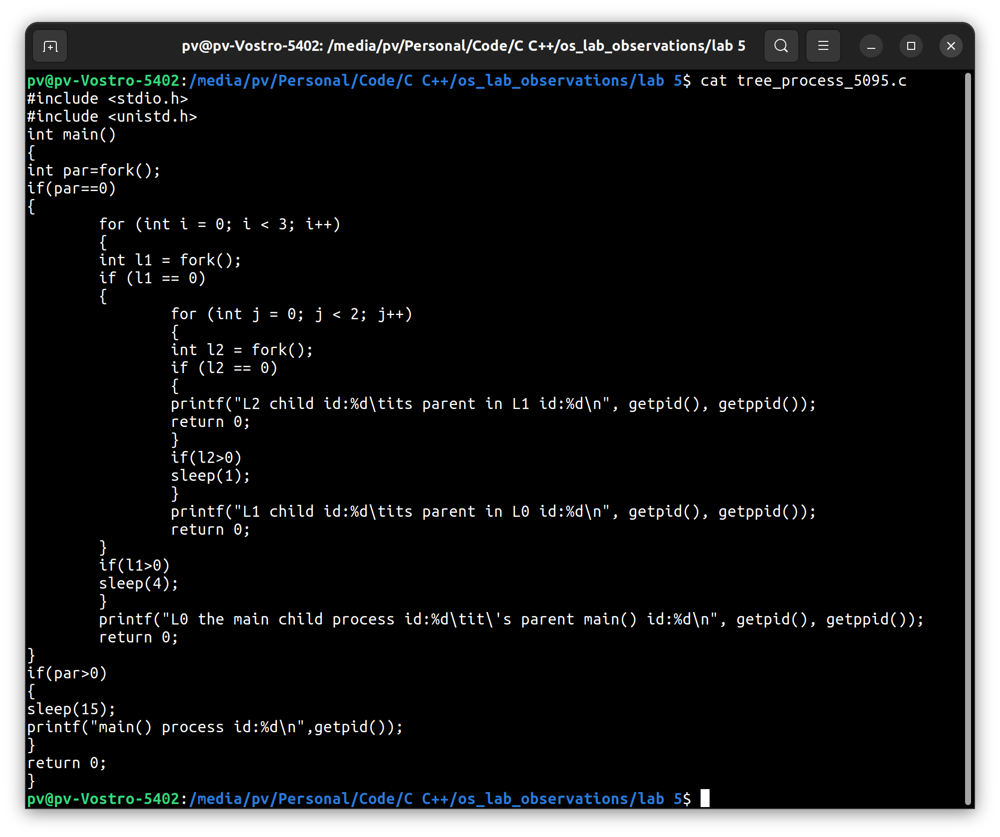 pv@pv-Vostro-5402: /media/pv/Personal/Code/C C++/os_lab_observations/lab 5
pv@pv-Vostro-5402:/media/pv/Personal/Code/C C++/os_lab_observations/lab 5$ cat tree_process_5095.c
#include <stdio.h>
#include <unistd.h>
int main()
{
int par=fork();
if(par==0)
{
        for (int i = 0; i < 3; i++)
        {
        int l1 = fork();
        if (l1 == 0)
        {
                for (int j = 0; j < 2; j++)
                {
                int l2 = fork();
                if (l2 == 0)
                {
                printf("L2 child id:%d\tits parent in L1 id:%d\n", getpid(), getppid());
                return 0;
                }
                if(l2>0)
                sleep(1);
                }
                printf("L1 child id:%d\tits parent in L0 id:%d\n", getpid(), getppid());
                return 0;
        }
        if(l1>0)
        sleep(4);
        }
        printf("L0 the main child process id:%d\tit\'s parent main() id:%d\n", getpid(), getppid());
        return 0;
}
if(par>0)
{
sleep(15);
printf("main() process id:%d\n",getpid());
}
return 0;
}
pv@pv-Vostro-5402:/media/pv/Personal/Code/C C++/os_lab_observations/lab 5$